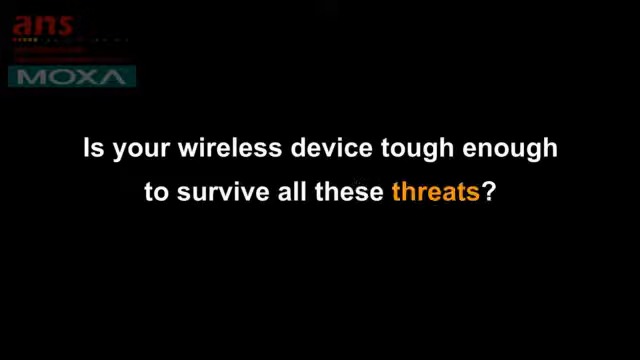 ans
MOXA
Is your wireless device tough enough
to survive all these threats?